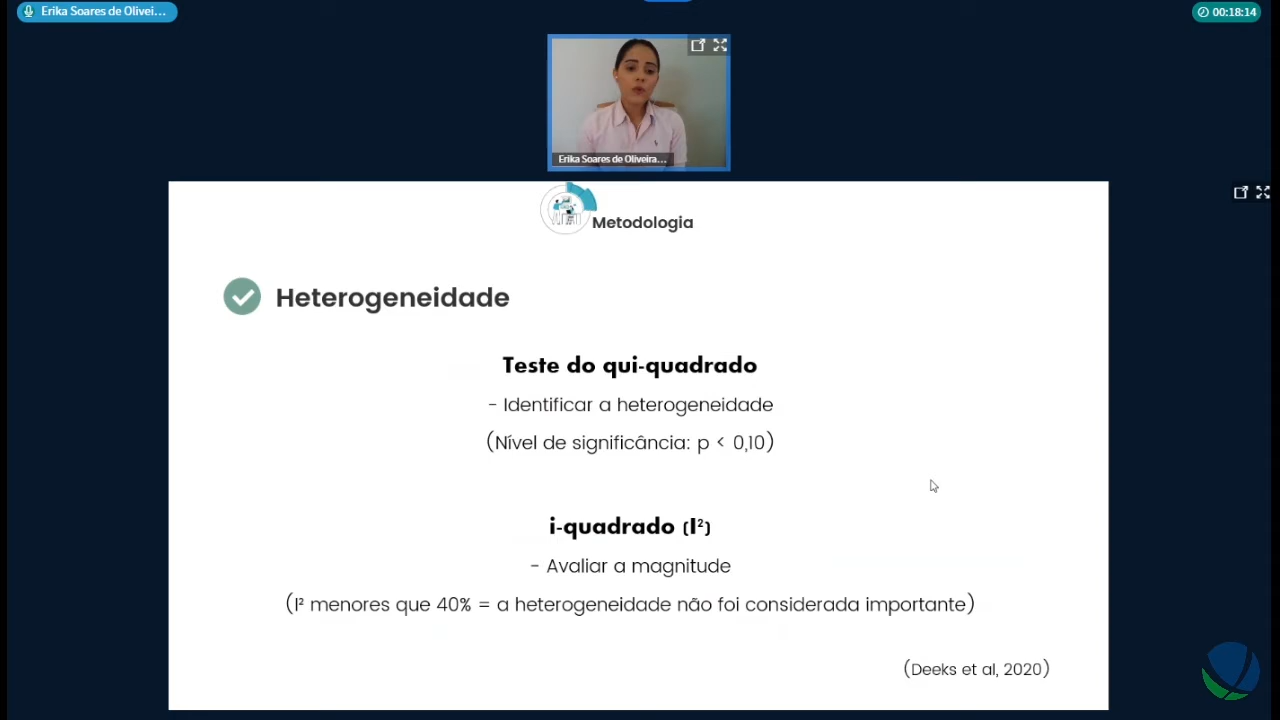 Erika Soares de Olivei...
00:18:14
Erika Soares de Oliveira...
Metodologia
Heterogeneidade
Teste do qui-quadrado
- Identificar a heterogeneidade
(Nível de significância: p < 0,10)
i-quadrado (I²)
- Avaliar a magnitude
(I² menores que 40% = a heterogeneidade não foi considerada importante)
(Deeks et al, 2020)